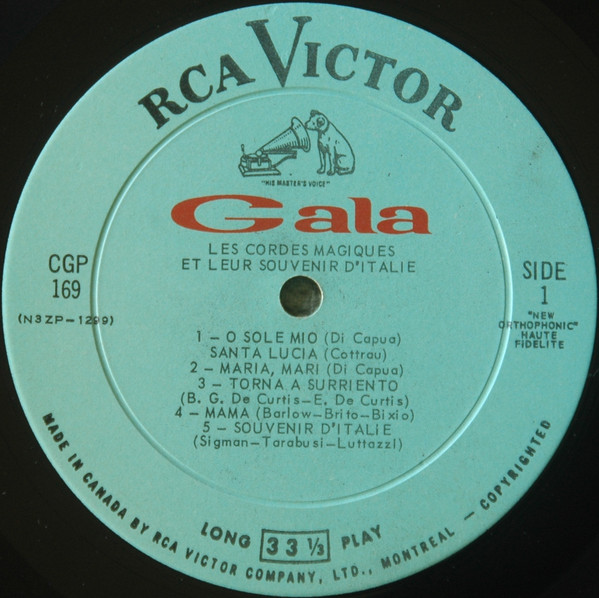 RCA VICTOR
"HIS MASTER'S VOICE"
Gala
LES CORDES MAGIQUES
ET LEUR SOUVENIR D'ITALIE
CGP
169
(N3ZP-1299)
SIDE
1
"NEW
ORTHOPHONIC"
HAUTE
FIDELITE
1 – O SOLE MIO (Di Capua)
SANTA LUCIA (Cottrau)
2 – MARIA, MARI (Di Capua)
3 – TORNA A SURRIENTO
(B. G. De Curtis–E. De Curtis)
4 – MAMA (Barlow–Brito–Bixio)
5 – SOUVENIR D'ITALIE
(Sigman–Tarabusi–Luttazzi)
LONG 33 ⅓ PLAY
MADE IN CANADA BY RCA VICTOR COMPANY, LTD., MONTREAL – COPYRIGHTED